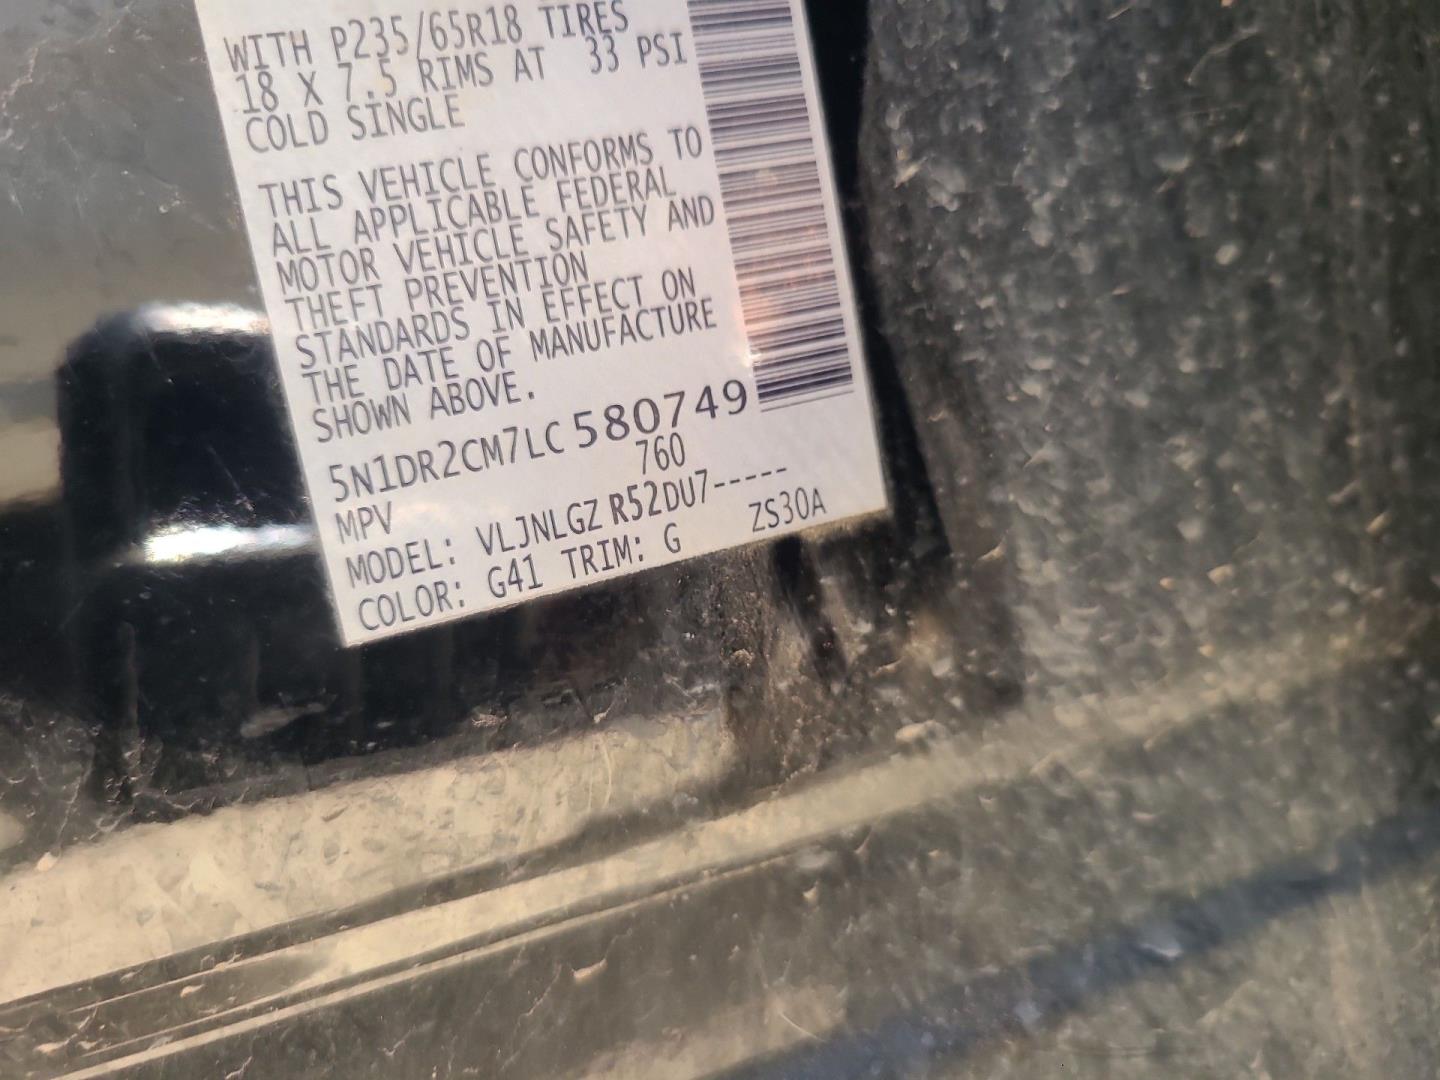 WITH P235/65R18 TIRES
18 X 7.5 RIMS AT 33 PSI
COLD SINGLE
THIS VEHICLE CONFORMS TO
ALL APPLICABLE FEDERAL
MOTOR VEHICLE SAFETY AND
THEFT PREVENTION
STANDARDS IN EFFECT ON
THE DATE OF MANUFACTURE
SHOWN ABOVE.
5N1DR2CM7LC580749
MPV 760
MODEL: VLJNLGZ R52DU7-----
COLOR: G41 TRIM: G ZS30A